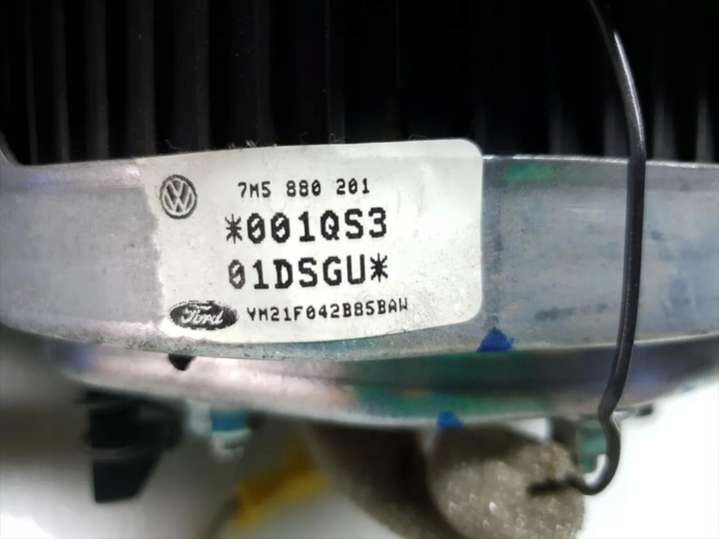 7M5 880 201
*001QS3
01DSGU*
Ford YM21F042B85BAW